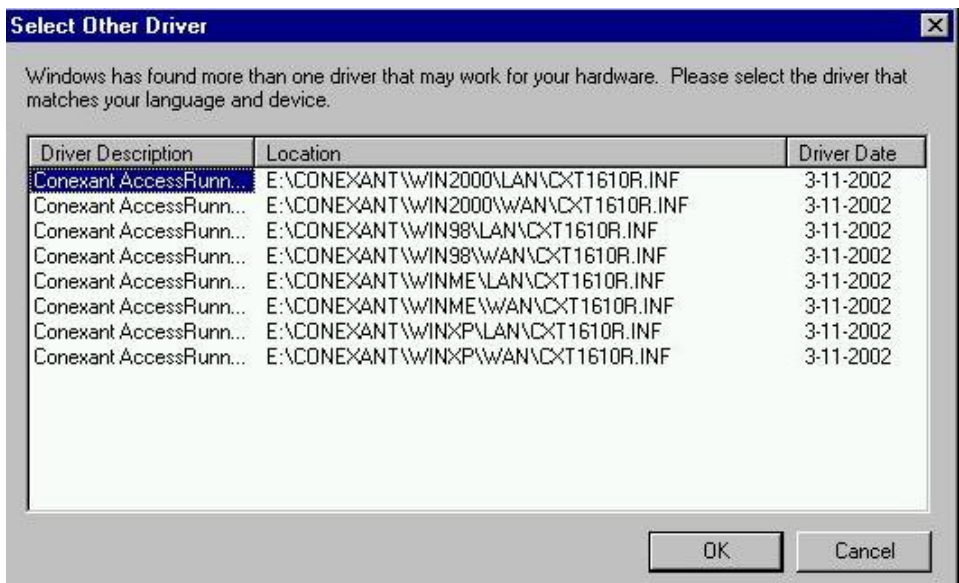 Select Other Driver
Windows has found more than one driver that may work for your hardware. Please select the driver that
matches your language and device.
Driver Description Location Driver Date
Conexant AccessRunn... E:\CONEXANT\WIN2000\LAN\CXT1610R.INF 3-11-2002
Conexant AccessRunn... E:\CONEXANT\WIN2000\WAN\CXT1610R.INF 3-11-2002
Conexant AccessRunn... E:\CONEXANT\WIN98\LAN\CXT1610R.INF 3-11-2002
Conexant AccessRunn... E:\CONEXANT\WIN98\WAN\CXT1610R.INF 3-11-2002
Conexant AccessRunn... E:\CONEXANT\WINME\LAN\CXT1610R.INF 3-11-2002
Conexant AccessRunn... E:\CONEXANT\WINME\WAN\CXT1610R.INF 3-11-2002
Conexant AccessRunn... E:\CONEXANT\WINXP\LAN\CXT1610R.INF 3-11-2002
Conexant AccessRunn... E:\CONEXANT\WINXP\WAN\CXT1610R.INF 3-11-2002
OK Cancel